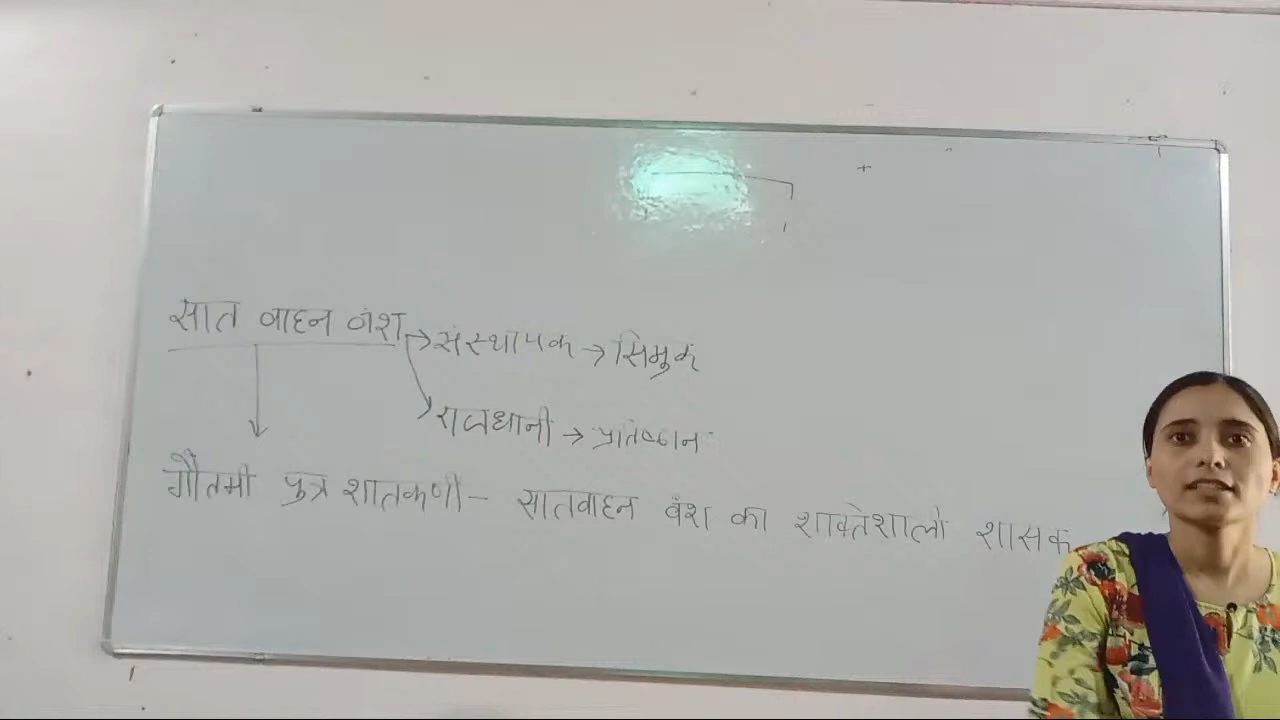 सात वाहन वंश → संस्थापक → सिमुक
राजधानी → प्रतिष्ठान
गौतमी पुत्र शातकर्णी - सातवाहन वंश का शक्तिशाली शासक